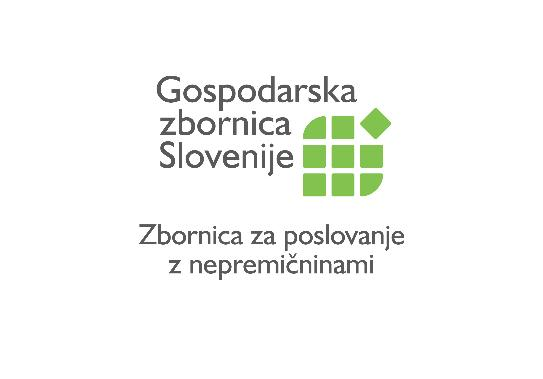 Gospodarska
zbornica
Slovenije
Zbornica za poslovanje
z nepremičninami